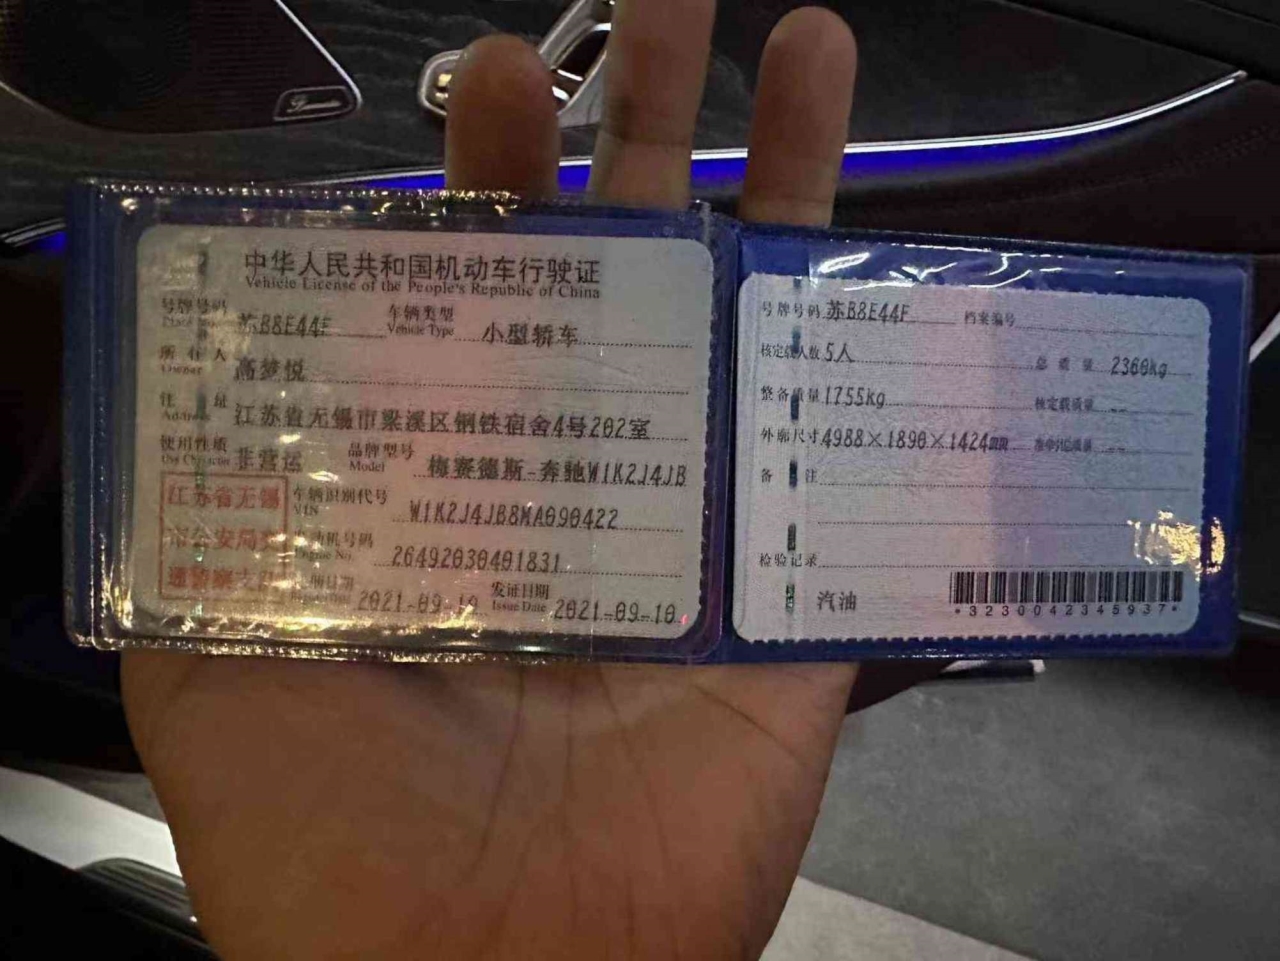 Burmester
中华人民共和国机动车行驶证
Vehicle License of the People's Republic of China
号牌号码 苏B8E44F 车辆类型 小型轿车
Plate No. Vehicle Type
所有人 高梦悦
Owner
住址 江苏省无锡市梁溪区钢铁宿舍4号202室
Address
使用性质 非营运 品牌型号 梅赛德斯-奔驰W1K2J4JB
Use Character Model
车辆识别代号 W1K2J4JB8MA090422
VIN
发动机号码 26492030401831
Engine No.
注册日期 2021-09-10 发证日期 2021-09-10
Register Date Issue Date
江苏省无锡
市公安局交
通警察支队
号牌号码 苏B8E44F 档案编号
核定载人数 5人 总质量 2360kg
整备质量 1755kg 核定载质量 --
外廓尺寸 4988×1890×1424mm 准牵引总质量 --
备注
检验记录
汽油
*3230042345937*